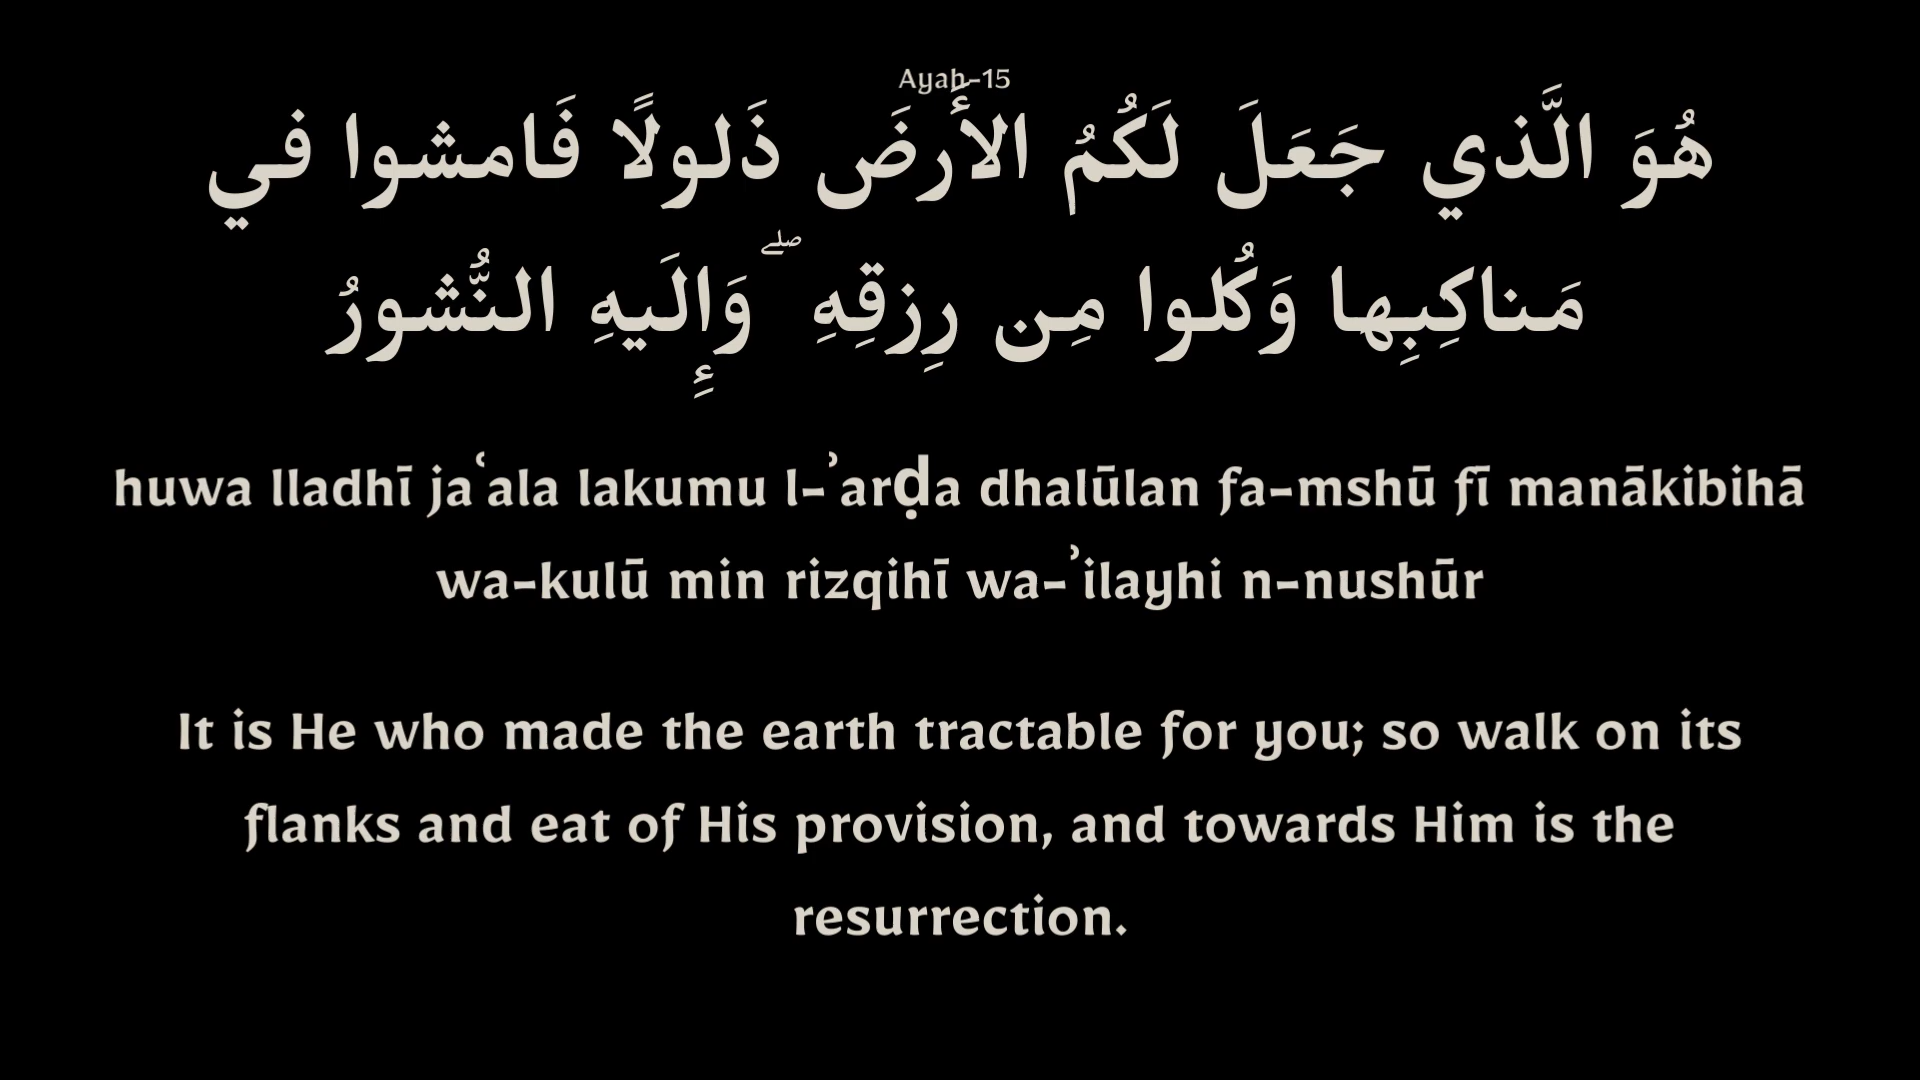 Ayah-15
هُوَ الَّذي جَعَلَ لَكُمُ الأَرضَ ذَلولًا فَامشوا في
مَناكِبِها وَكُلوا مِن رِزقِهِ ۖ وَإِلَيهِ النُّشورُ
huwa lladhī jaʿala lakumu l-ʾarḍa dhalūlan fa-mshū fī manākibihā
wa-kulū min rizqihī wa-ʾilayhi n-nushūr
It is He who made the earth tractable for you; so walk on its
flanks and eat of His provision, and towards Him is the
resurrection.